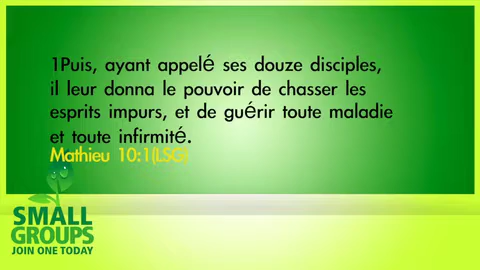 1Puis, ayant appelé ses douze disciples,
il leur donna le pouvoir de chasser les
esprits impurs, et de guérir toute maladie
et toute infirmité.
Mathieu 10:1(LSG)
SMALL
GROUPS
JOIN ONE TODAY